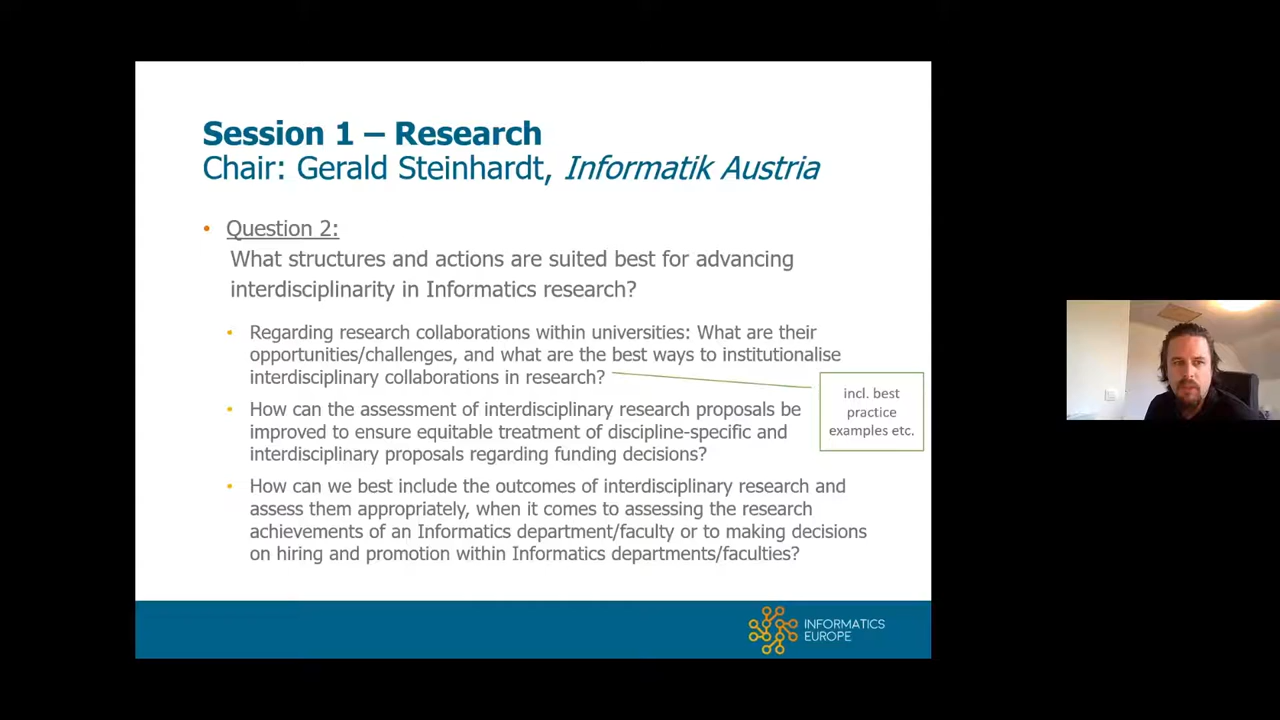 Session 1 – Research
Chair: Gerald Steinhardt, Informatik Austria
• Question 2:
What structures and actions are suited best for advancing
interdisciplinarity in Informatics research?
• Regarding research collaborations within universities: What are their
opportunities/challenges, and what are the best ways to institutionalise
interdisciplinary collaborations in research?
incl. best
practice
examples etc.
• How can the assessment of interdisciplinary research proposals be
improved to ensure equitable treatment of discipline-specific and
interdisciplinary proposals regarding funding decisions?
• How can we best include the outcomes of interdisciplinary research and
assess them appropriately, when it comes to assessing the research
achievements of an Informatics department/faculty or to making decisions
on hiring and promotion within Informatics departments/faculties?
INFORMATICS
EUROPE